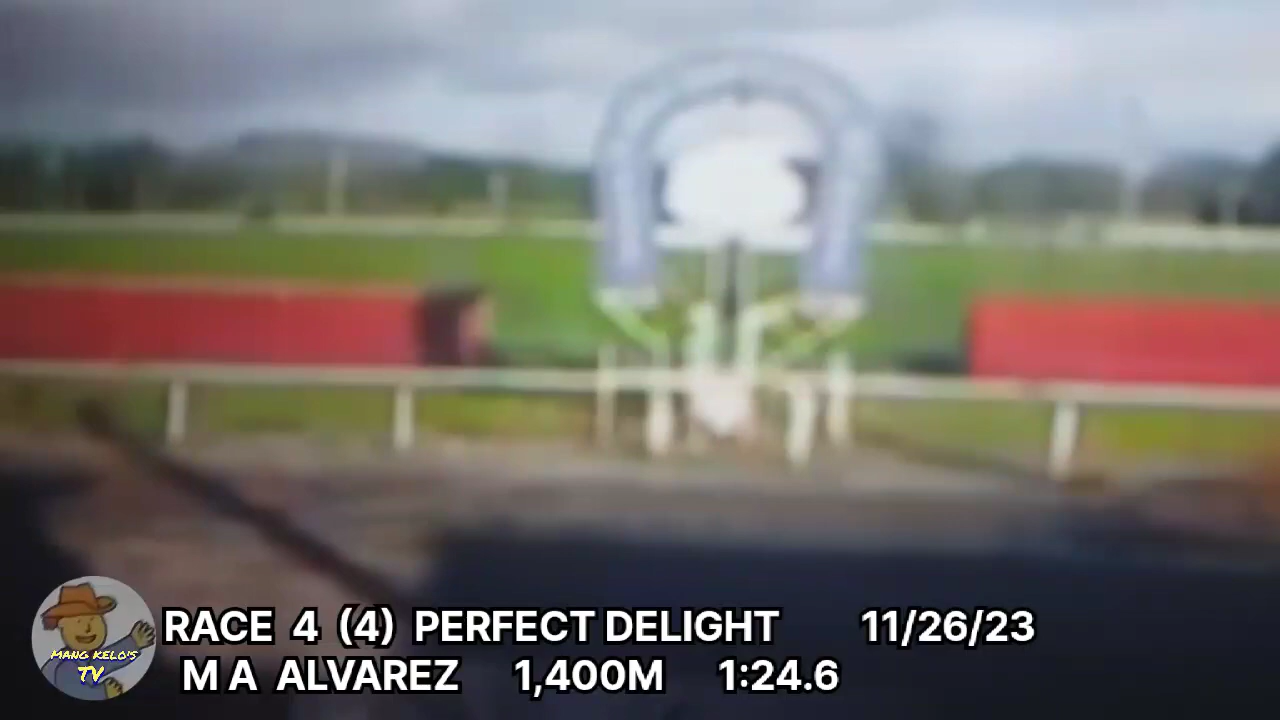 RACE 4 (4) PERFECT DELIGHT 11/26/23
M A ALVAREZ 1,400M 1:24.6
MANG KELO'S
TV